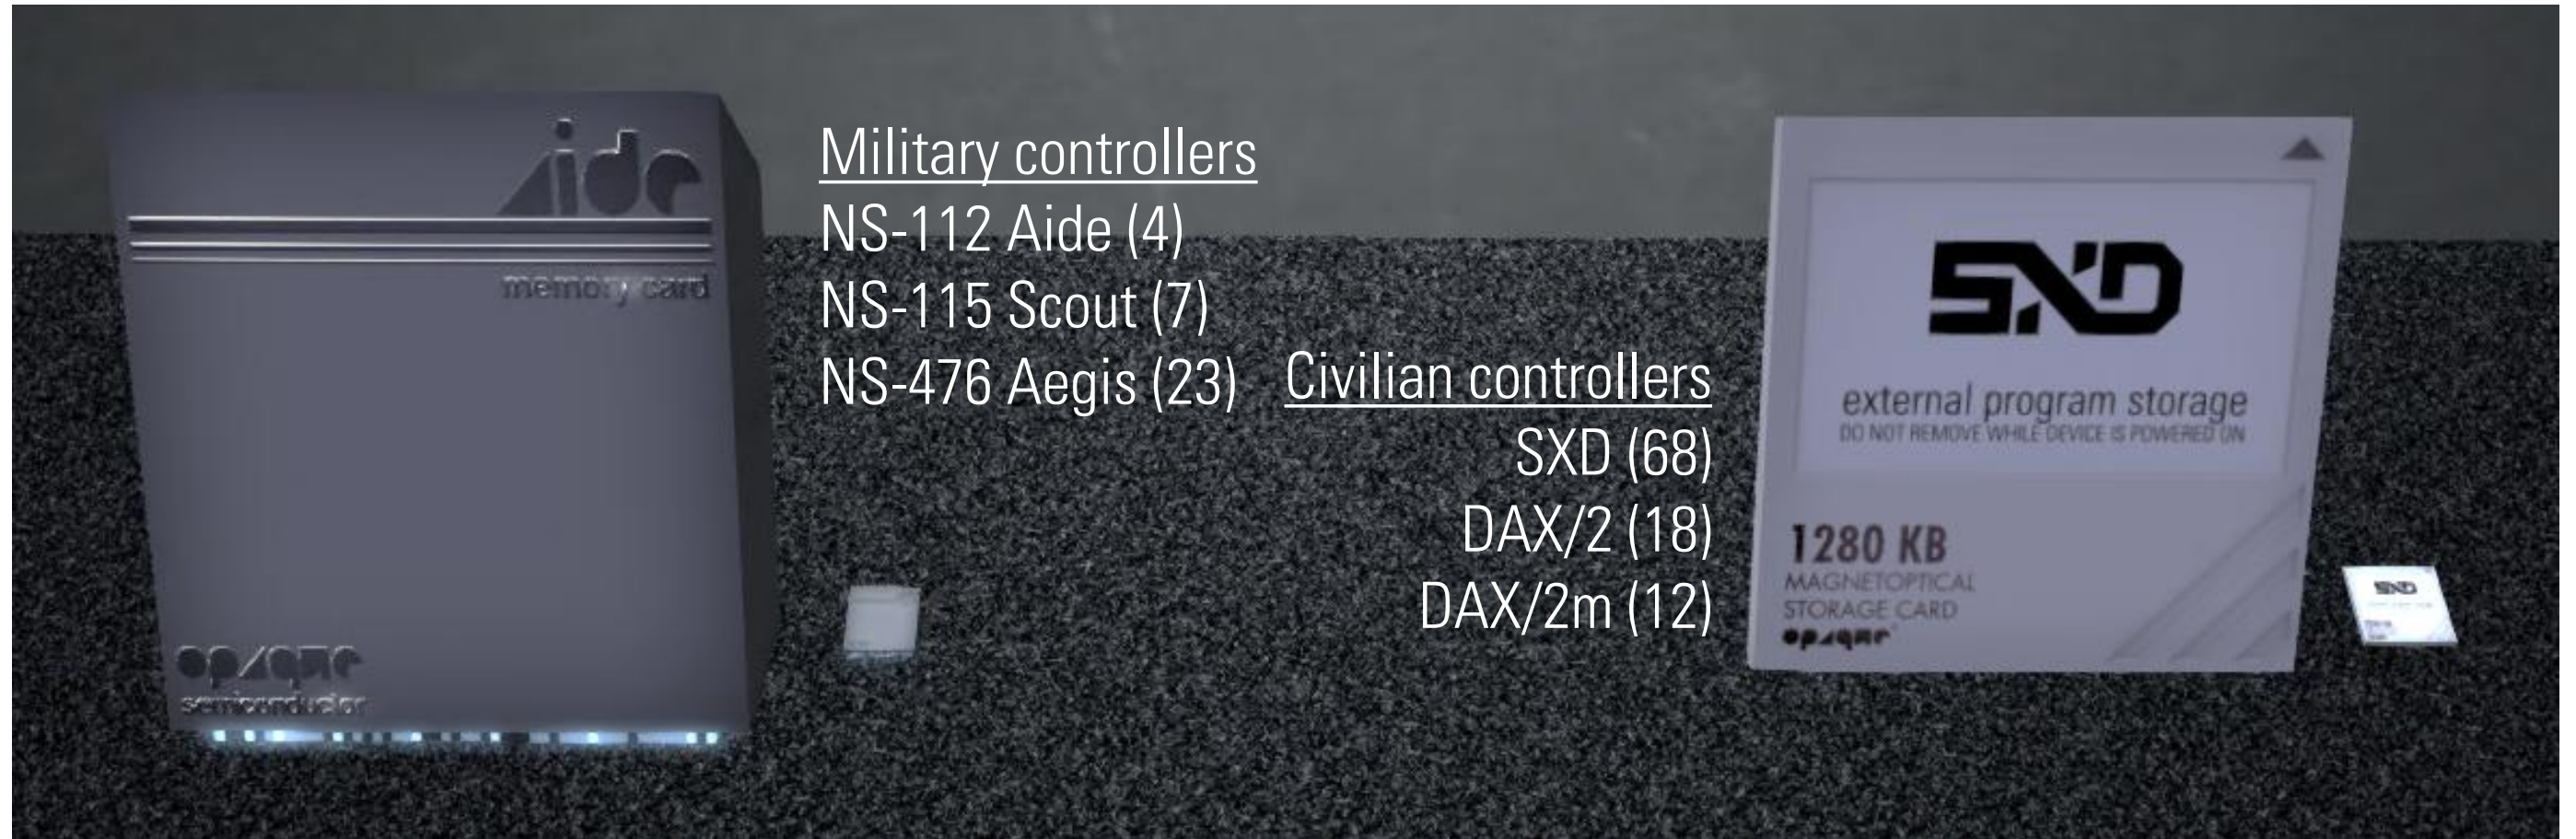 Aide
memory card
opaque
semiconductor
Military controllers
NS-112 Aide (4)
NS-115 Scout (7)
NS-476 Aegis (23)
Civilian controllers
SXD (68)
DAX/2 (18)
DAX/2m (12)
SXD
external program storage
DO NOT REMOVE WHILE DEVICE IS POWERED ON
1280 KB
MAGNETOPTICAL
STORAGE CARD
opaque
SXD